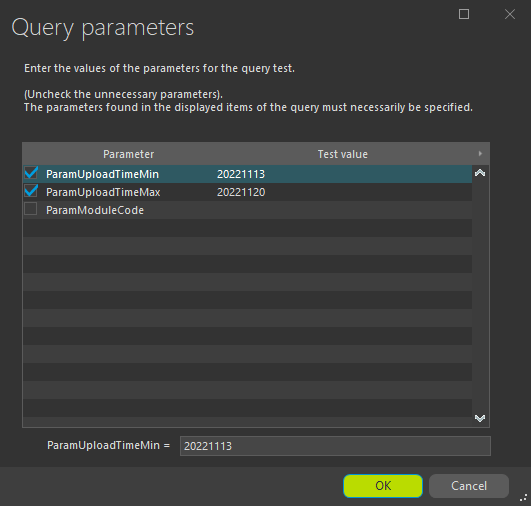 Query parameters
Enter the values of the parameters for the query test.
(Uncheck the unnecessary parameters).
The parameters found in the displayed items of the query must necessarily be specified.
Parameter Test value
ParamUploadTimeMin 20221113
ParamUploadTimeMax 20221120
ParamModuleCode
ParamUploadTimeMin = 20221113
OK Cancel